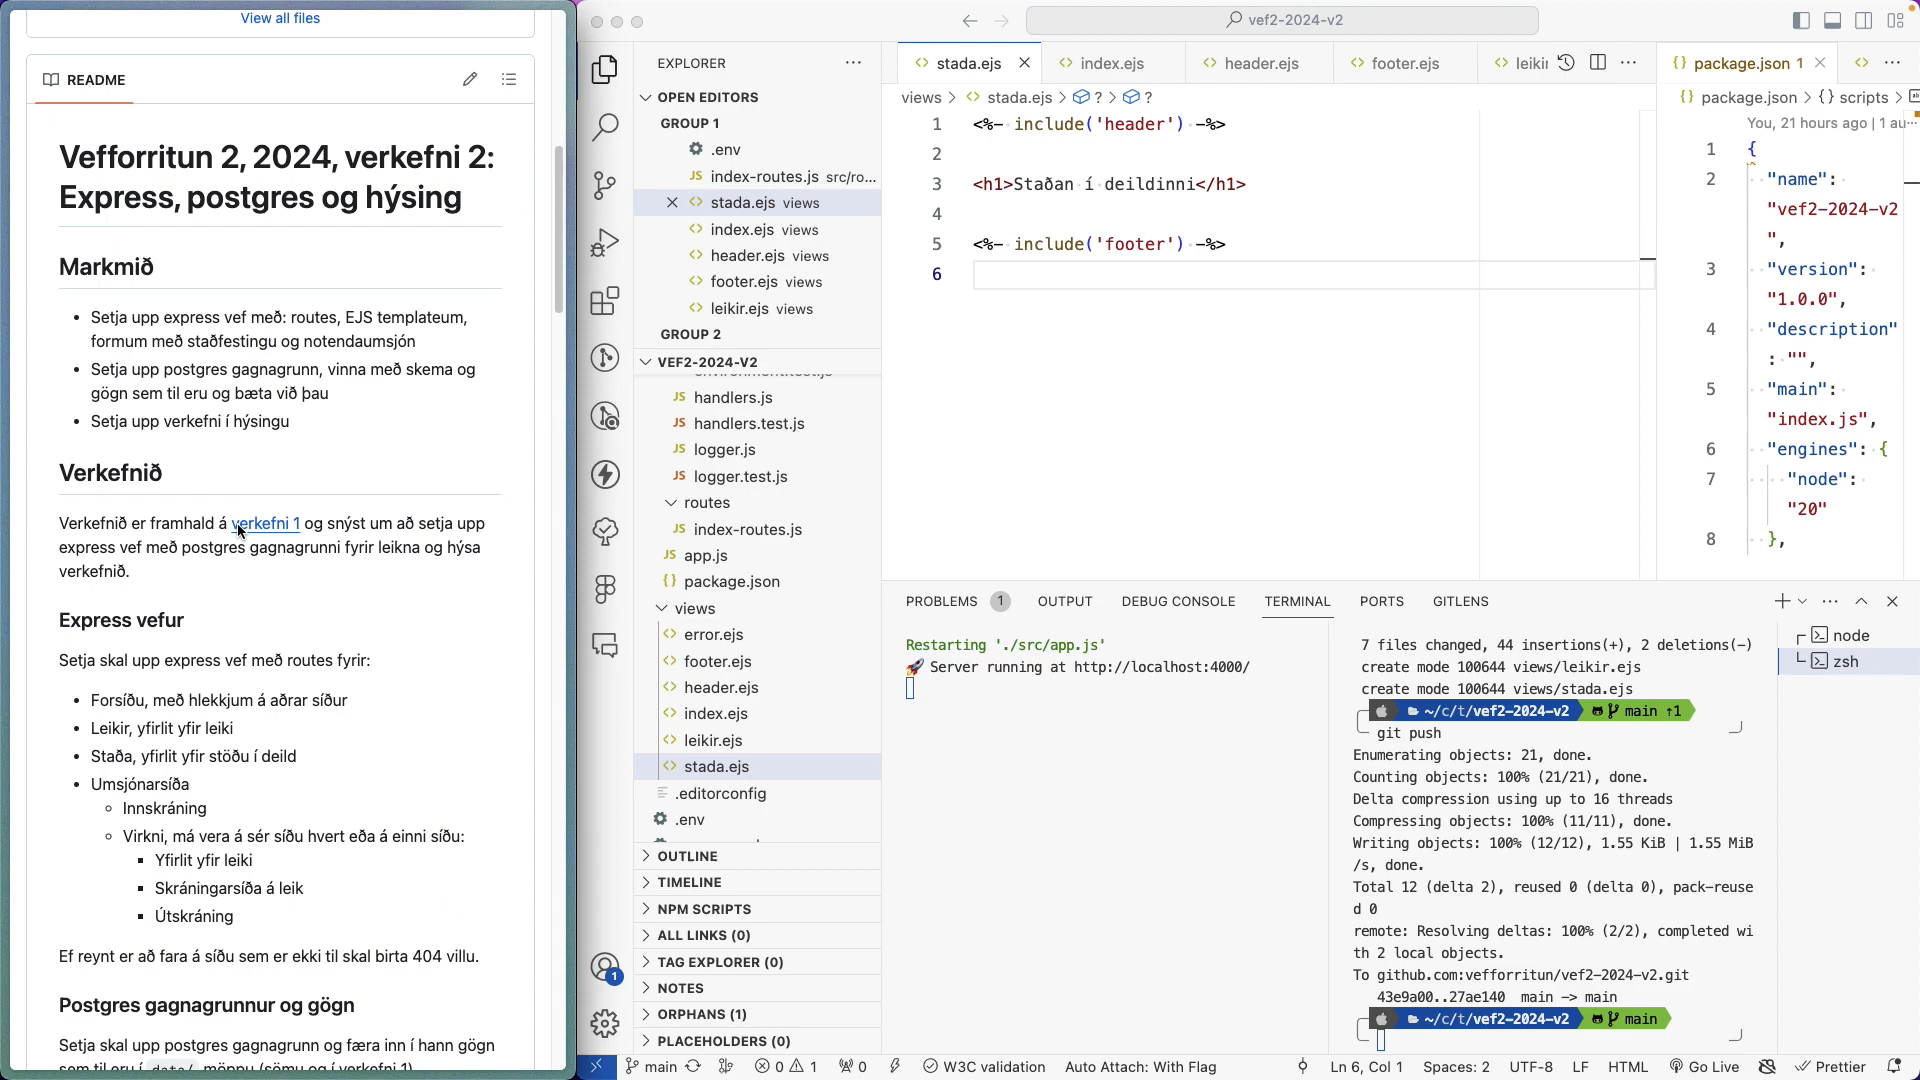 View all files
README
Vefforritun 2, 2024, verkefni 2:
Express, postgres og hýsing
Markmið
Setja upp express vef með: routes, EJS templateum,
formum með staðfestingu og notendaumsjón
Setja upp postgres gagnagrunn, vinna með skema og
gögn sem til eru og bæta við þau
Setja upp verkefni í hýsingu
Verkefnið
Verkefnið er framhald á verkefni 1 og snýst um að setja upp
express vef með postgres gagnagrunni fyrir leikna og hýsa
verkefnið.
Express vefur
Setja skal upp express vef með routes fyrir:
Forsíðu, með hlekkjum á aðrar síður
Leikir, yfirlit yfir leiki
Staða, yfirlit yfir stöðu í deild
Umsjónarsíða
Innskráning
Virkni, má vera á sér síðu hvert eða á einni síðu:
Yfirlit yfir leiki
Skráningarsíða á leik
Útskráning
Ef reynt er að fara á síðu sem er ekki til skal birta 404 villu.
Postgres gagnagrunnur og gögn
Setja skal upp postgres gagnagrunn og færa inn í hann gögn
sem til eru í data/ möppu (sömu og í verkefni 1)
vef2-2024-v2
EXPLORER
OPEN EDITORS
GROUP 1
.env
index-routes.js src/ro...
stada.ejs views
index.ejs views
header.ejs views
footer.ejs views
leikir.ejs views
GROUP 2
VEF2-2024-V2
environment.test.js
handlers.js
handlers.test.js
logger.js
logger.test.js
routes
index-routes.js
app.js
package.json
views
error.ejs
footer.ejs
header.ejs
index.ejs
leikir.ejs
stada.ejs
.editorconfig
.env
OUTLINE
TIMELINE
NPM SCRIPTS
ALL LINKS (0)
TAG EXPLORER (0)
NOTES
ORPHANS (1)
PLACEHOLDERS (0)
stada.ejs index.ejs header.ejs footer.ejs leikir
views > stada.ejs > ? > ?
1 <%- include('header') -%>
2
3 <h1>Staðan í deildinni</h1>
4
5 <%- include('footer') -%>
6
package.json 1
package.json > {} scripts >
You, 21 hours ago | 1 au...
1 {
2 "name":
"vef2-2024-v2
",
3 "version":
"1.0.0",
4 "description"
: "",
5 "main":
"index.js",
6 "engines": {
7 "node":
"20"
8 },
PROBLEMS 1 OUTPUT DEBUG CONSOLE TERMINAL PORTS GITLENS
Restarting './src/app.js'
🚀 Server running at http://localhost:4000/
7 files changed, 44 insertions(+), 2 deletions(-)
create mode 100644 views/leikir.ejs
create mode 100644 views/stada.ejs
~/c/t/vef2-2024-v2 main ↑1
git push
Enumerating objects: 21, done.
Counting objects: 100% (21/21), done.
Delta compression using up to 16 threads
Compressing objects: 100% (11/11), done.
Writing objects: 100% (12/12), 1.55 KiB | 1.55 MiB
/s, done.
Total 12 (delta 2), reused 0 (delta 0), pack-reuse
d 0
remote: Resolving deltas: 100% (2/2), completed wi
th 2 local objects.
To github.com:vefforritun/vef2-2024-v2.git
43e9a00..27ae140 main -> main
~/c/t/vef2-2024-v2 main
node
zsh
1
main 0 1 0 W3C validation Auto Attach: With Flag Ln 6, Col 1 Spaces: 2 UTF-8 LF HTML Go Live Prettier